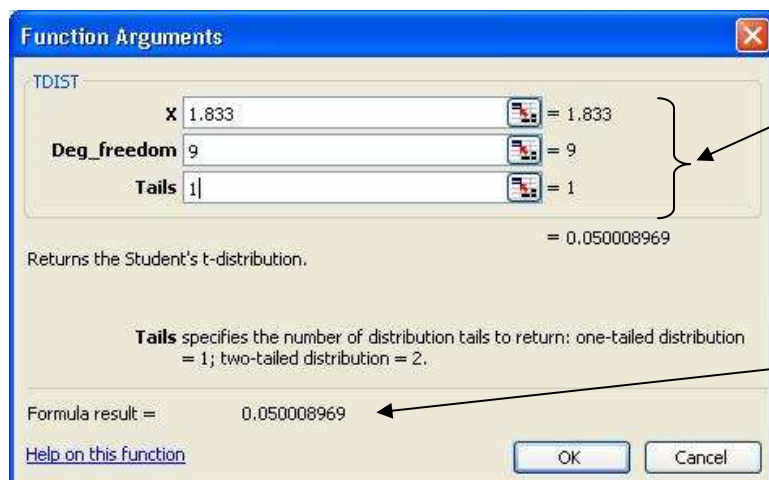 Function Arguments
TDIST
X 1.833 = 1.833
Deg_freedom 9 = 9
Tails 1 = 1
= 0.050008969
Returns the Student's t-distribution.
Tails specifies the number of distribution tails to return: one-tailed distribution
= 1; two-tailed distribution = 2.
Formula result = 0.050008969
Help on this function OK Cancel